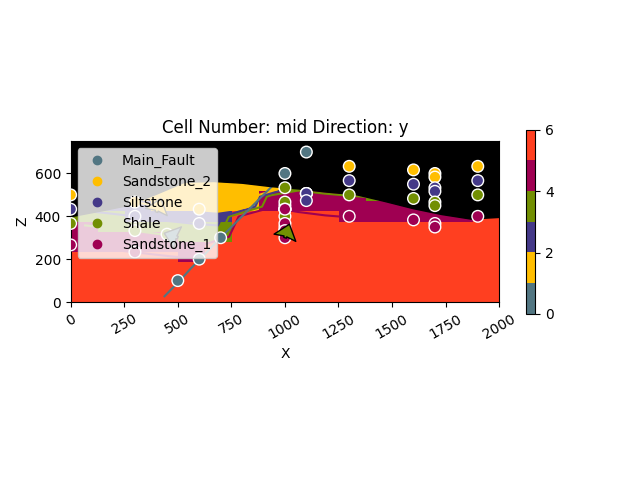 Cell Number: mid Direction: y
Main_Fault
Sandstone_2
Siltstone
Shale
Sandstone_1
Z
600
400
200
0
0 250 500 750 1000 1250 1500 1750 2000
X
6
4
2
0